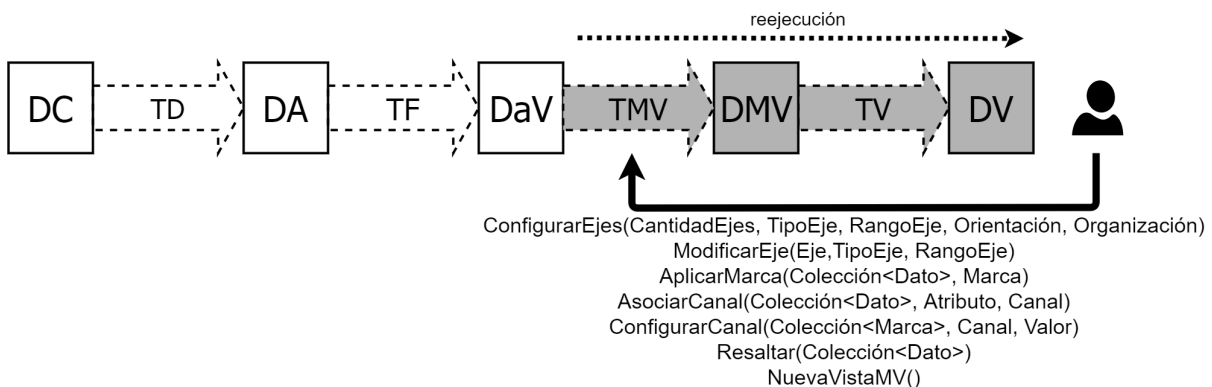 reejecución
DC TD DA TF DaV TMV DMV TV DV
ConfigurarEjes(CantidadEjes, TipoEje, RangoEje, Orientación, Organización)
ModificarEje(Eje,TipoEje, RangoEje)
AplicarMarca(Colección<Dato>, Marca)
AsociarCanal(Colección<Dato>, Atributo, Canal)
ConfigurarCanal(Colección<Marca>, Canal, Valor)
Resaltar(Colección<Dato>)
NuevaVistaMV()